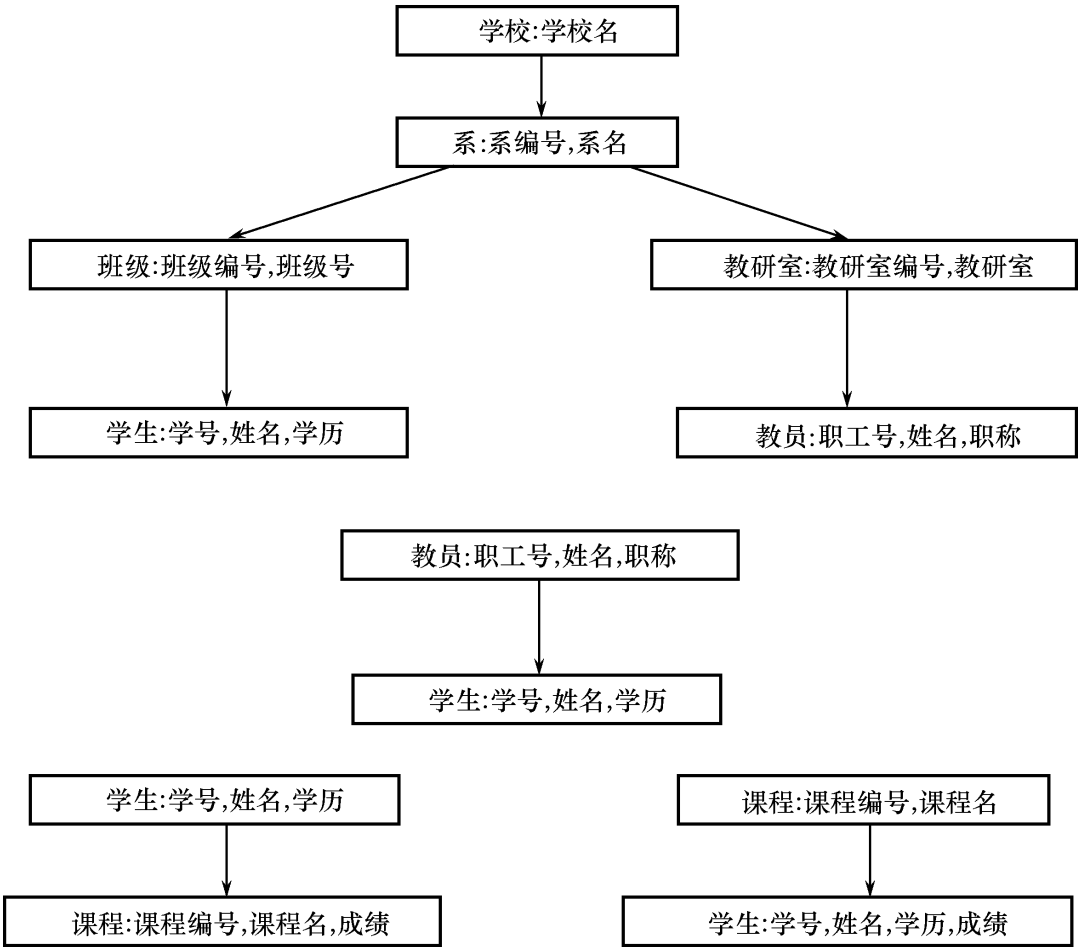 学校:学校名
系:系编号,系名
班级:班级编号,班级号
教研室:教研室编号,教研室
学生:学号,姓名,学历
教员:职工号,姓名,职称
教员:职工号,姓名,职称
学生:学号,姓名,学历
学生:学号,姓名,学历
课程:课程编号,课程名
课程:课程编号,课程名,成绩
学生:学号,姓名,学历,成绩